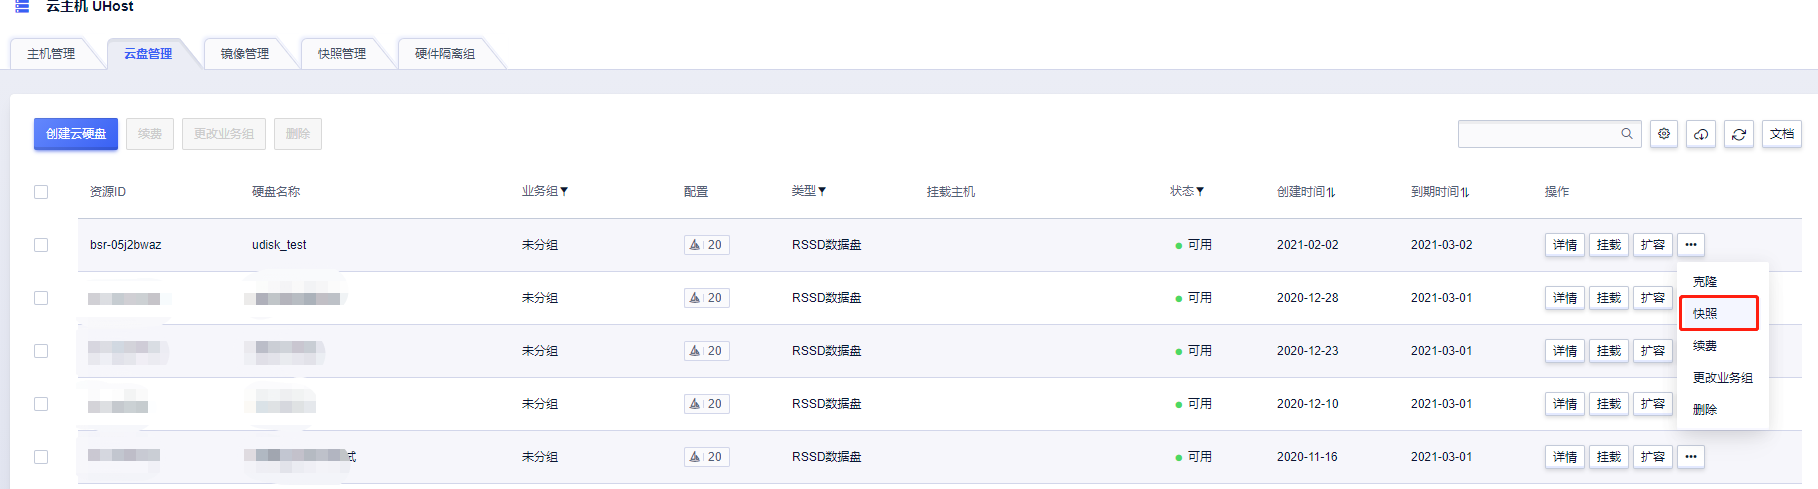 云主机 UHost
主机管理 云盘管理 镜像管理 快照管理 硬件隔离组
创建云硬盘 续费 更改业务组 删除 文档
资源ID 硬盘名称 业务组 配置 类型 挂载主机 状态 创建时间 到期时间 操作
bsr-05j2bwaz udisk_test 未分组 20 RSSD数据盘 可用 2021-02-02 2021-03-02 详情 挂载 扩容 •••
克隆
未分组 20 RSSD数据盘 可用 2020-12-28 2021-03-01 详情 挂载 扩容
快照
续费
未分组 20 RSSD数据盘 可用 2020-12-23 2021-03-01 详情 挂载 扩容
更改业务组
未分组 20 RSSD数据盘 可用 2020-12-10 2021-03-01 详情 挂载 扩容
删除
试 未分组 20 RSSD数据盘 可用 2020-11-16 2021-03-01 详情 挂载 扩容 •••